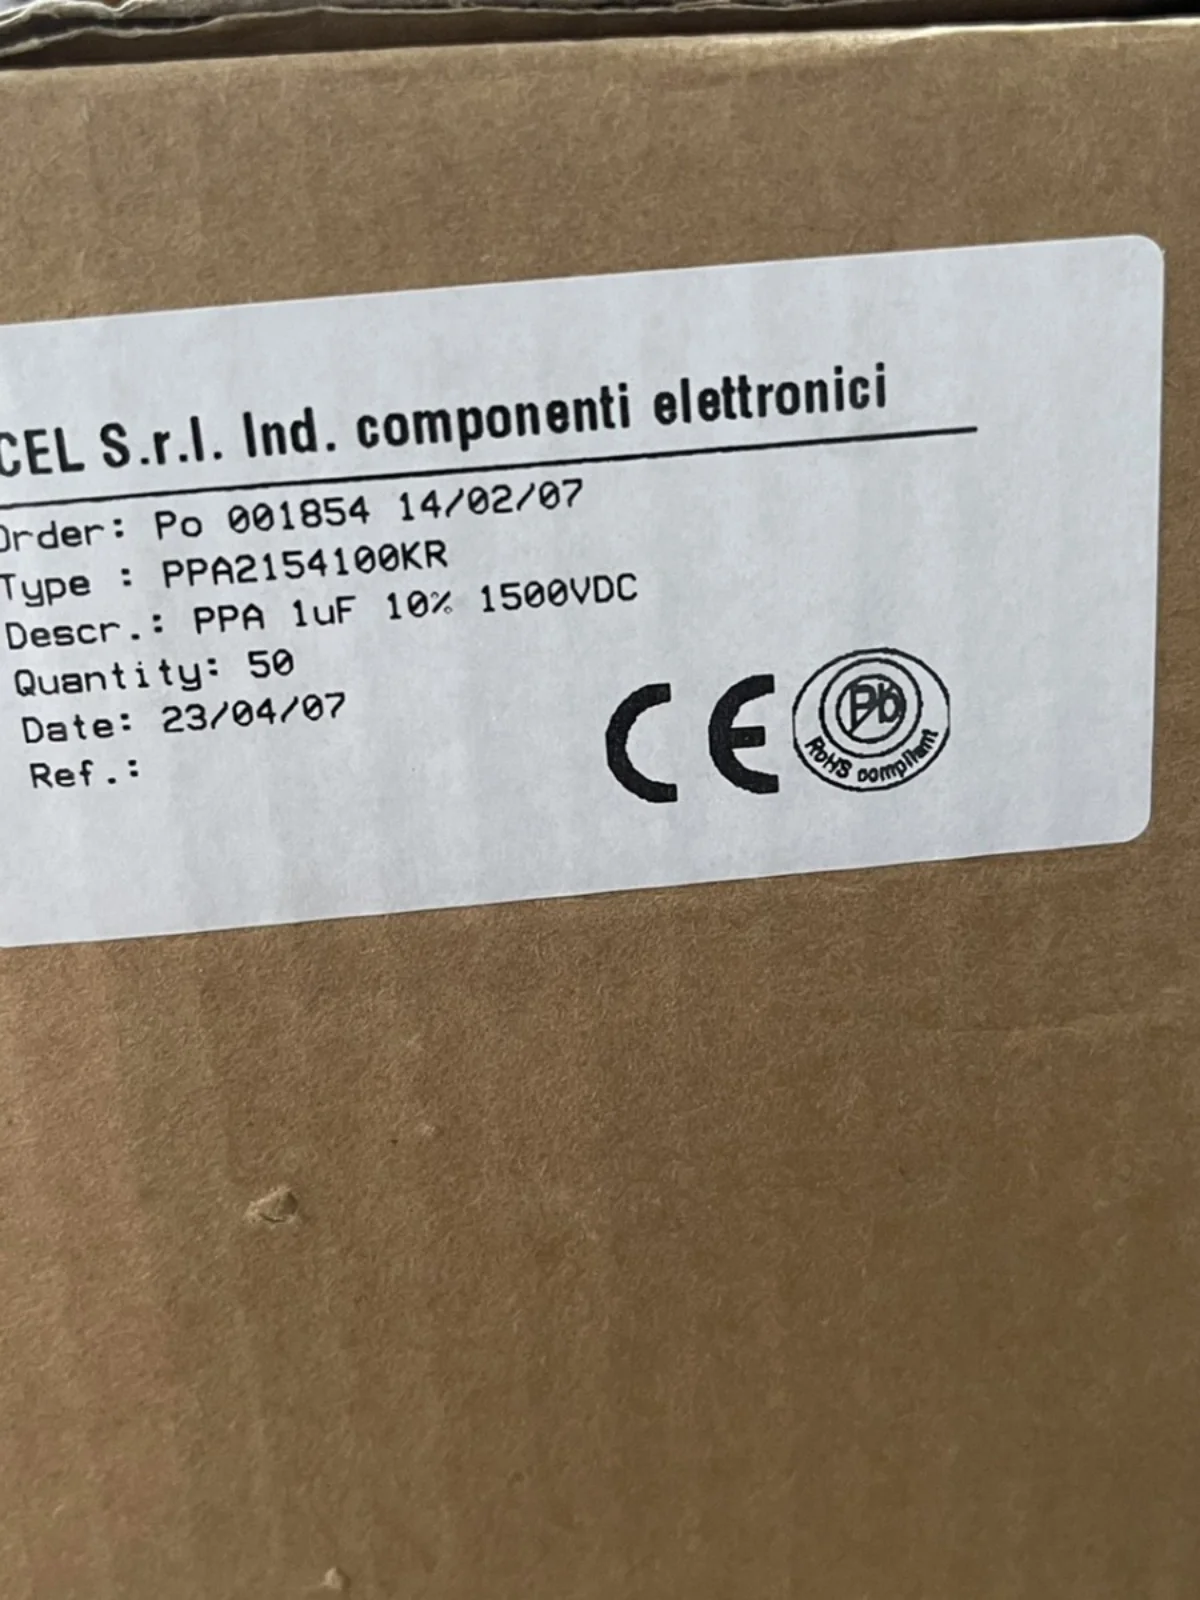 CEL S.r.l. Ind. componenti elettronici
Order: Po 001854 14/02/07
Type : PPA2154100KR
Descr.: PPA 1uF 10% 1500VDC
Quantity: 50
Date: 23/04/07
Ref.:
CE
Pb
RoHS compliant